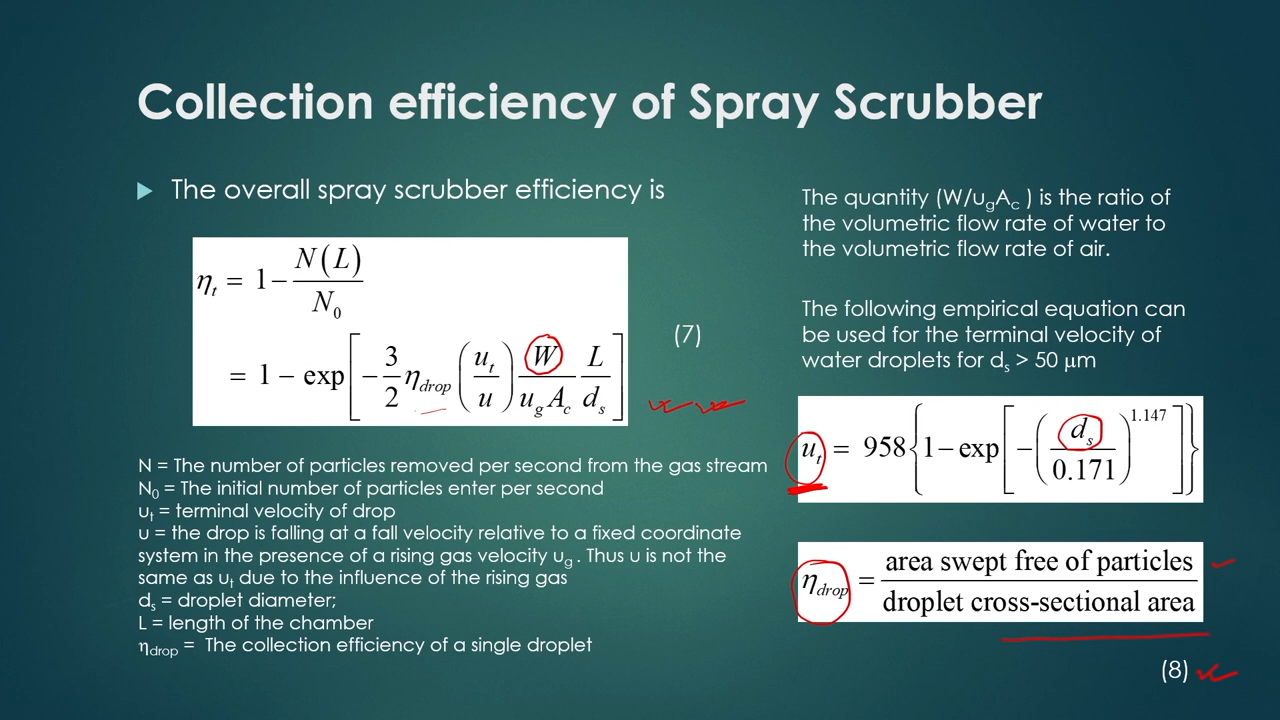 Collection efficiency of Spray Scrubber
The overall spray scrubber efficiency is
η_t = 1 − N(L) / N_0
= 1 − exp[ − 3/2 η_drop (u_t / u) W / (u_g A_c) L / d_s ]
(7)
N = The number of particles removed per second from the gas stream
N_0 = The initial number of particles enter per second
u_t = terminal velocity of drop
u = the drop is falling at a fall velocity relative to a fixed coordinate
system in the presence of a rising gas velocity u_g . Thus u is not the
same as u_t due to the influence of the rising gas
d_s = droplet diameter;
L = length of the chamber
η_drop = The collection efficiency of a single droplet
The quantity (W/u_gA_c ) is the ratio of
the volumetric flow rate of water to
the volumetric flow rate of air.
The following empirical equation can
be used for the terminal velocity of
water droplets for d_s > 50 μm
u_t = 958{1 − exp[ −(d_s / 0.171)^1.147 ]}
η_drop = area swept free of particles / droplet cross-sectional area
(8)